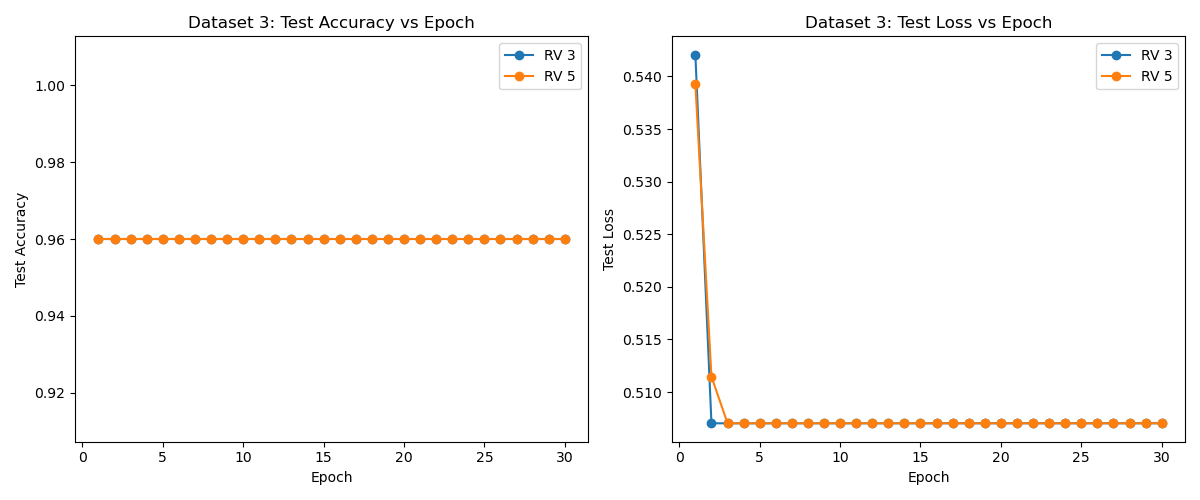 Dataset 3: Test Accuracy vs Epoch
RV 3
RV 5
1.00
0.98
0.96
0.94
0.92
Test Accuracy
0 5 10 15 20 25 30
Epoch
Dataset 3: Test Loss vs Epoch
RV 3
RV 5
0.540
0.535
0.530
0.525
0.520
0.515
0.510
Test Loss
0 5 10 15 20 25 30
Epoch